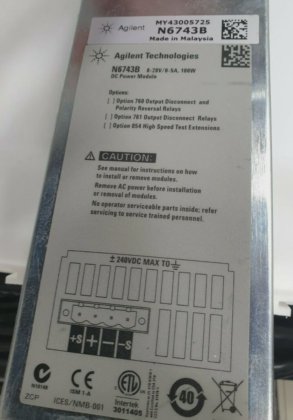 Agilent
MY43005725
N6743B
Made in Malaysia
Agilent Technologies
N6743B 0-20V/0-5A, 100W
DC Power Module
Options:
[ ] Option 760 Output Disconnect and
Polarity Reversal Relays
[ ] Option 761 Output Disconnect Relays
[ ] Option 054 High Speed Test Extensions
CAUTION:
See manual for instructions on how
to install or remove modules.
Remove AC power before installation
or removal of modules.
No operator serviceable parts inside; refer
servicing to service trained personnel.
± 240VDC MAX TO
+S + - -S
N10149
ISM 1-A
ICES/NMB-001
Intertek
3011405
40
ZCP